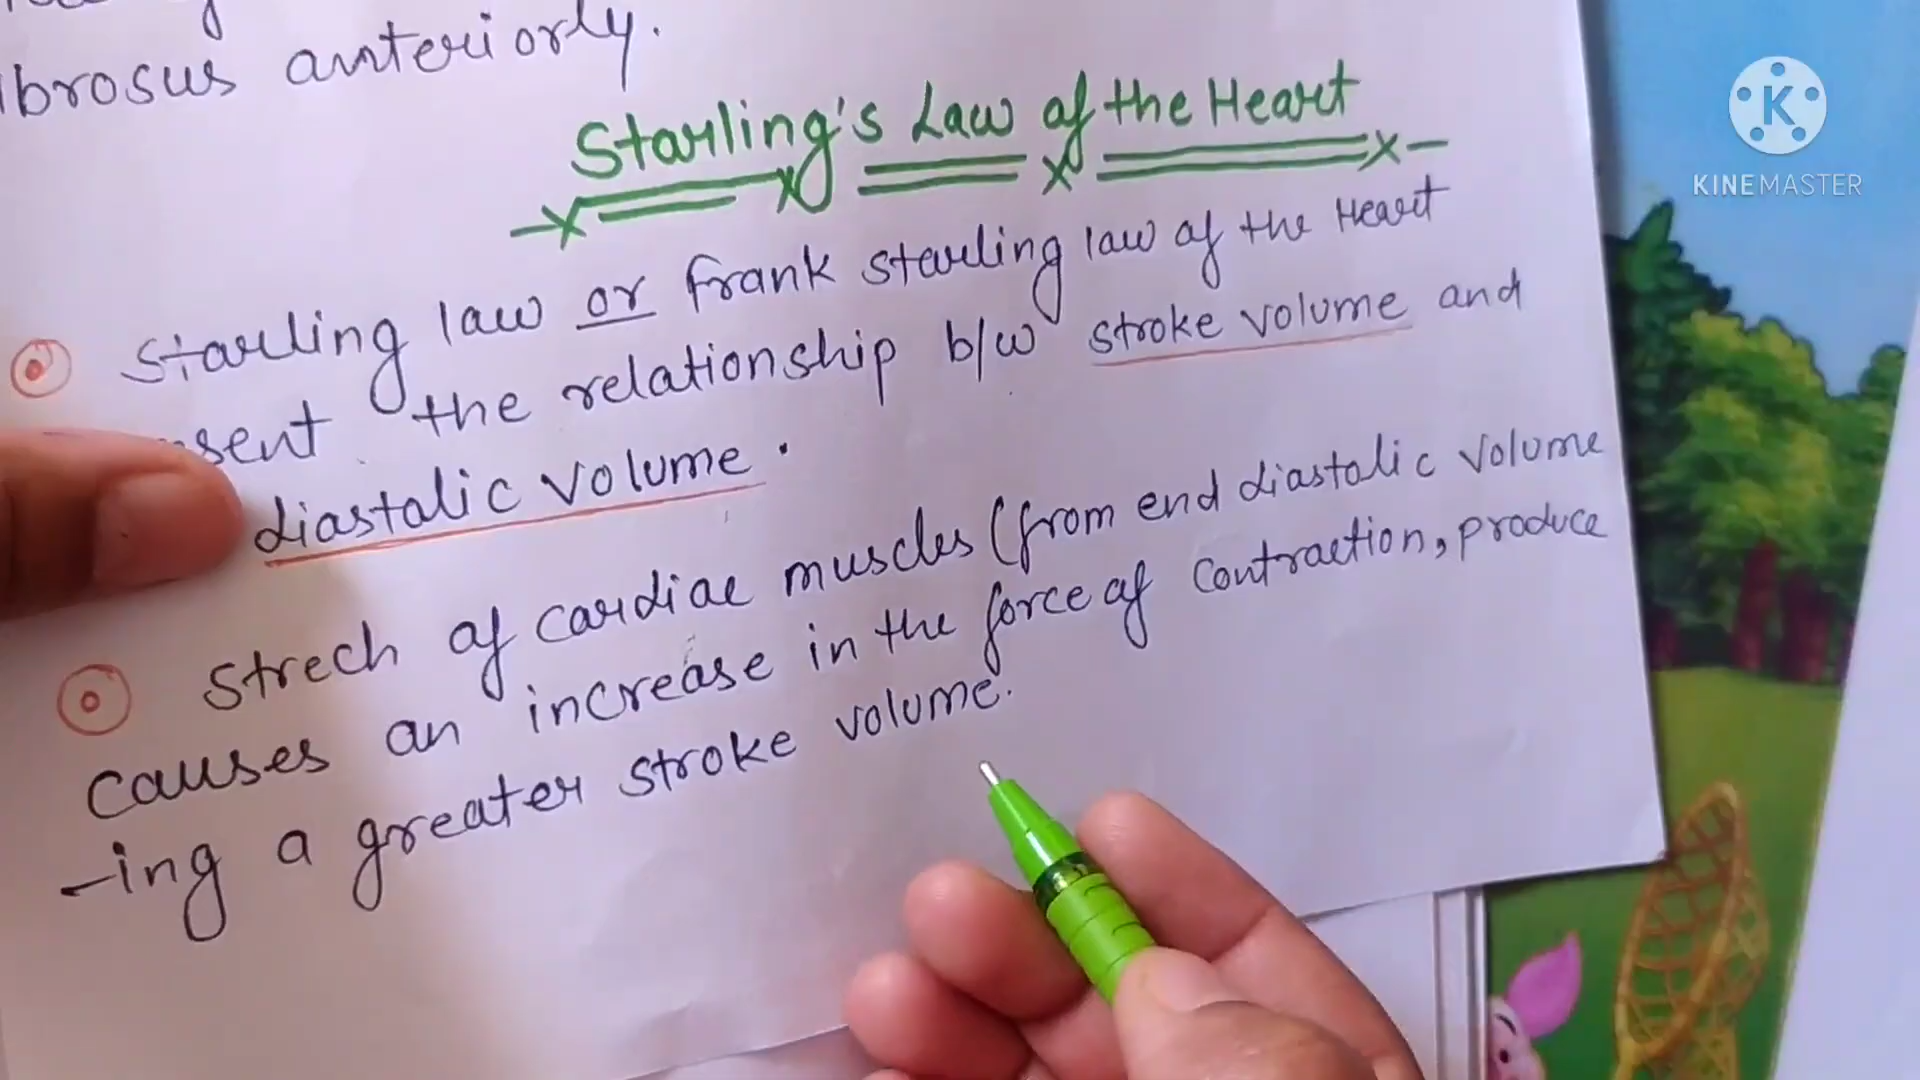 brosus anteriorly.
Starling's Law of the Heart
Starling law or frank starling law of the Heart
sent the relationship b/w stroke volume and
diastolic volume.
Strech of cardiac muscles (from end diastolic volume
causes an increase in the force of contraction, produce
-ing a greater stroke volume.
K
KINEMASTER